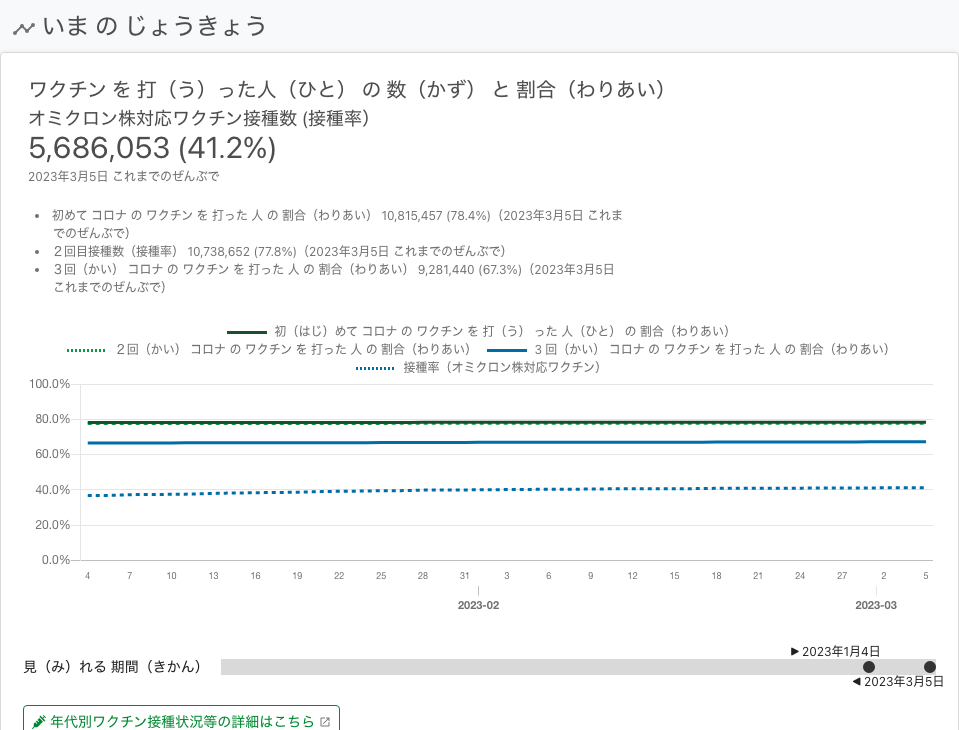 いま の じょうきょう
ワクチン を 打（う）った人（ひと） の 数（かず） と 割合（わりあい）
オミクロン株対応ワクチン接種数 (接種率）
5,686,053 (41.2%)
2023年3月5日 これまでのぜんぶで
• 初めて コロナ の ワクチン を 打った 人 の 割合（わりあい） 10,815,457 (78.4%)（2023年3月5日 これま
でのぜんぶで）
• ２回目接種数（接種率） 10,738,652 (77.8%)（2023年3月5日 これまでのぜんぶで）
• ３回（かい） コロナ の ワクチン を 打った 人 の 割合（わりあい） 9,281,440 (67.3%)（2023年3月5日
これまでのぜんぶで）
初（はじ）めて コロナ の ワクチン を 打（う） った 人（ひと） の 割合（わりあい）
２回（かい） コロナ の ワクチン を 打った 人 の 割合（わりあい） ３回（かい） コロナ の ワクチン を 打った 人 の 割合（わりあい）
接種率（オミクロン株対応ワクチン）
100.0%
80.0%
60.0%
40.0%
20.0%
0.0%
4 7 10 13 16 19 22 25 28 31 3 6 9 12 15 18 21 24 27 2 5
2023-02 2023-03
▶ 2023年1月4日
見（み）れる 期間（きかん）
◀ 2023年3月5日
年代別ワクチン接種状況等の詳細はこちら